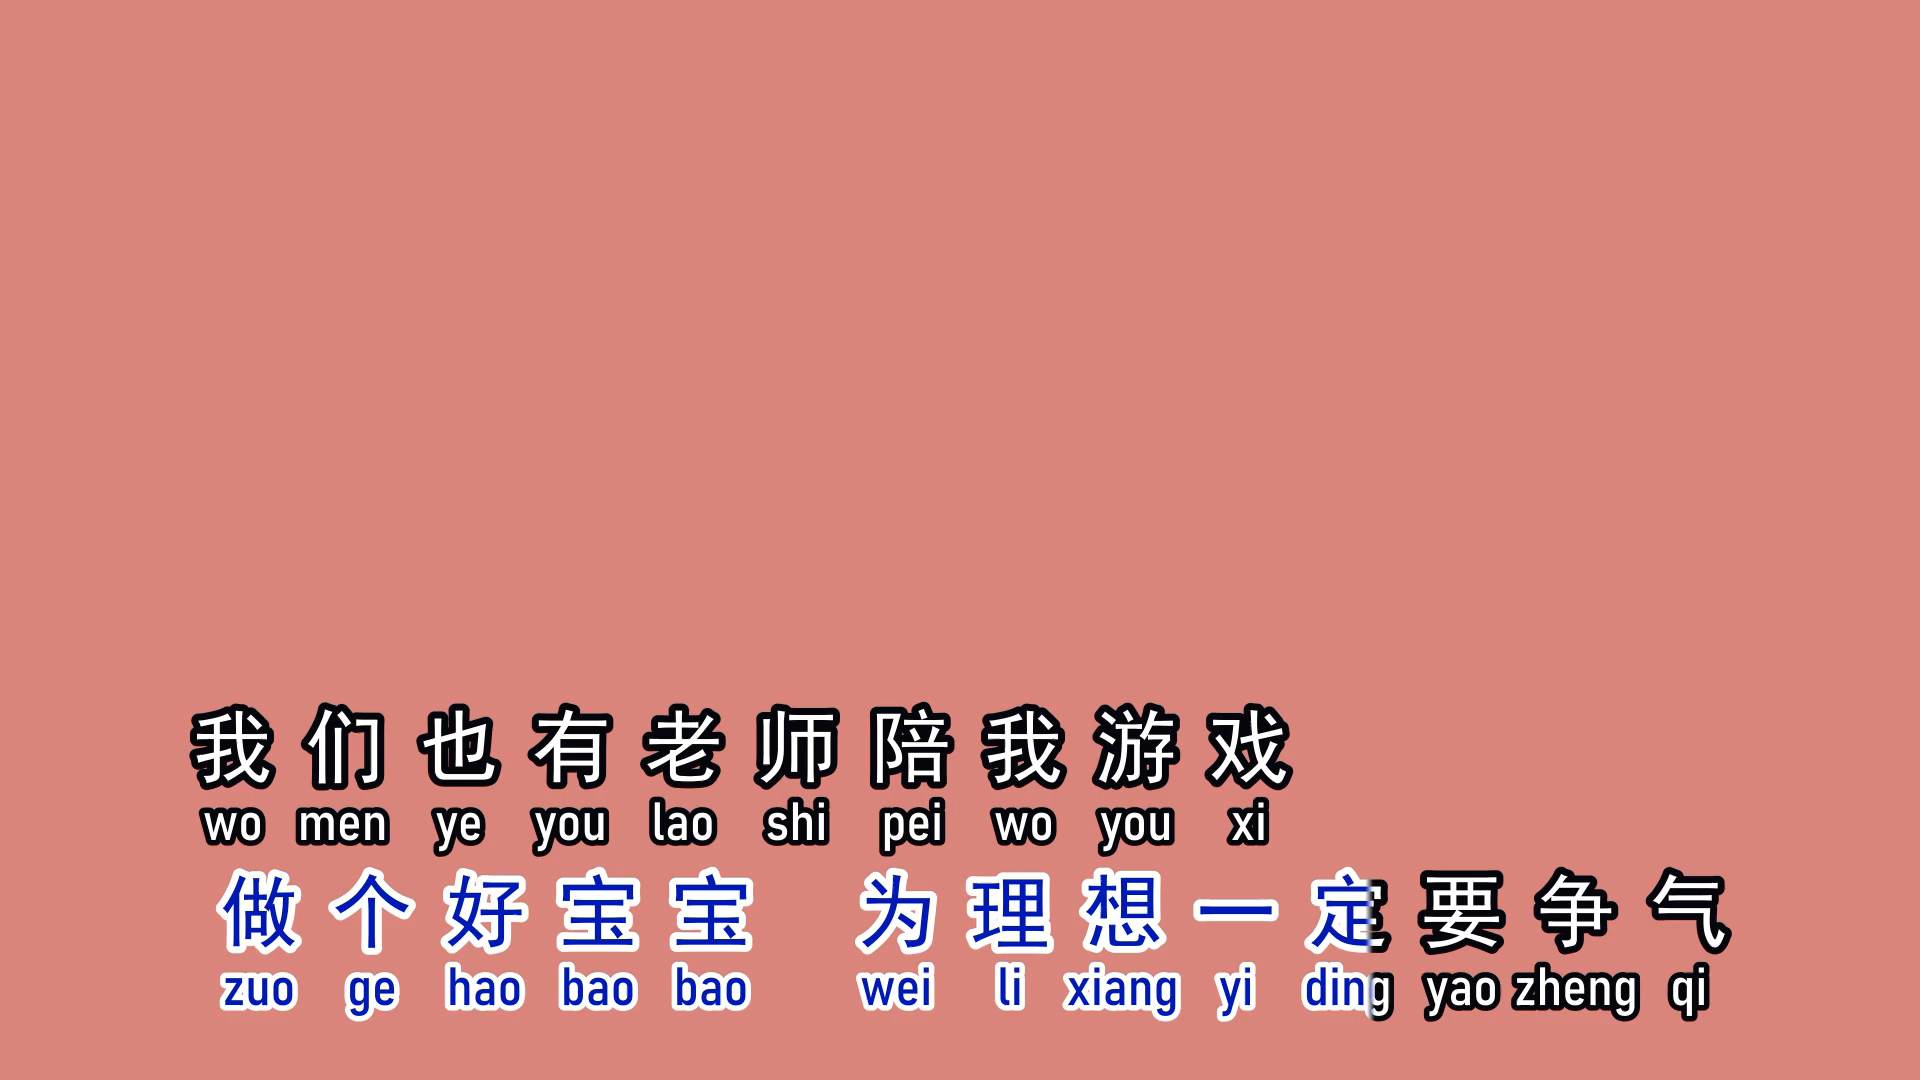 我们也有老师陪我游戏
wo men ye you lao shi pei wo you xi
做个好宝宝 为理想一定要争气
zuo ge hao bao bao wei li xiang yi ding yao zheng qi